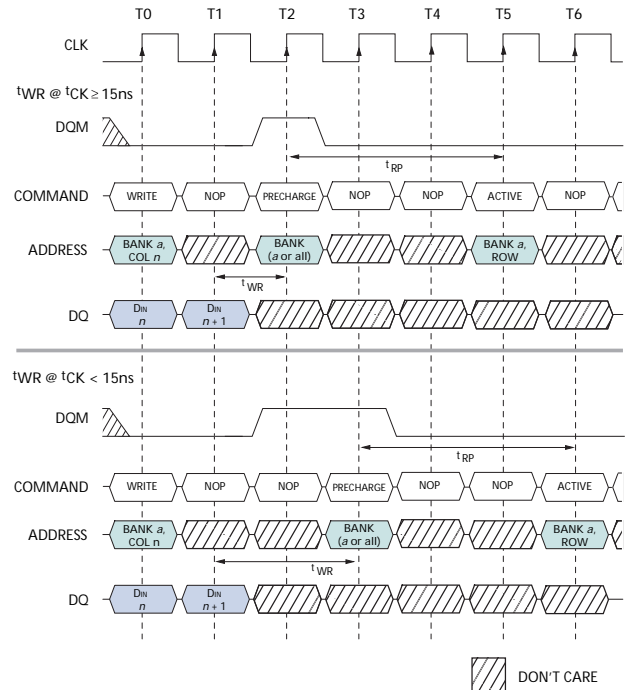 T0 T1 T2 T3 T4 T5 T6
CLK
tWR @ tCK ≥ 15ns
DQM
tRP
COMMAND WRITE NOP PRECHARGE NOP NOP ACTIVE NOP
ADDRESS BANK a, COL n BANK (a or all) BANK a, ROW
tWR
DQ DIN n DIN n + 1
tWR @ tCK < 15ns
DQM
tRP
COMMAND WRITE NOP NOP PRECHARGE NOP NOP ACTIVE
ADDRESS BANK a, COL n BANK (a or all) BANK a, ROW
tWR
DQ DIN n DIN n + 1
DON'T CARE